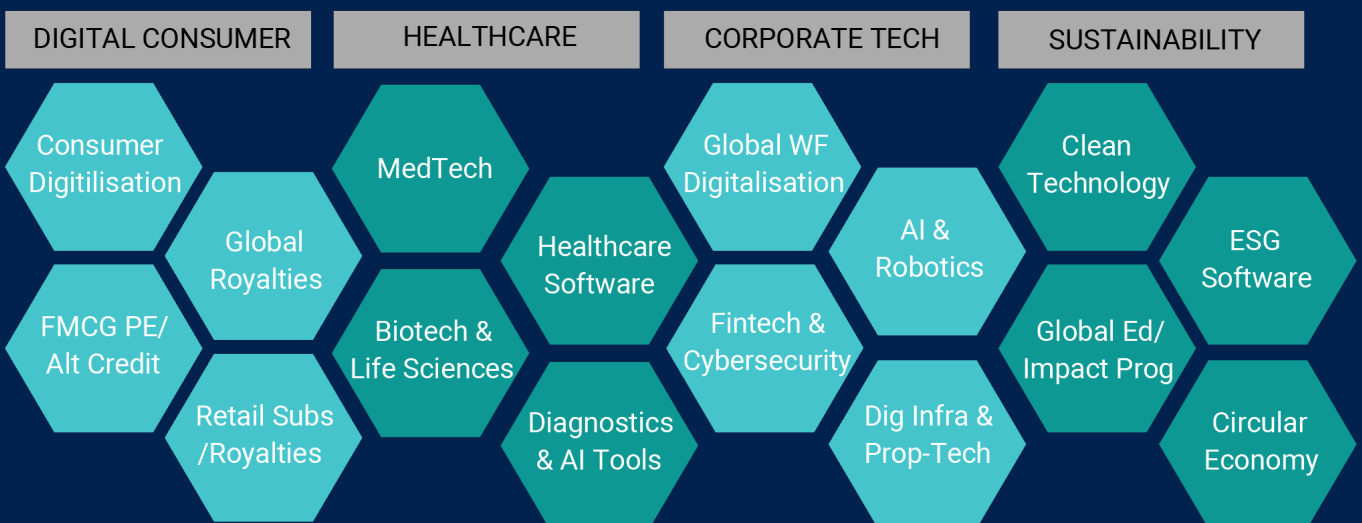 DIGITAL CONSUMER
HEALTHCARE
CORPORATE TECH
SUSTAINABILITY
Consumer
Digitilisation
Global
Royalties
FMCG PE/
Alt Credit
Retail Subs
/Royalties
MedTech
Healthcare
Software
Biotech &
Life Sciences
Diagnostics
& AI Tools
Global WF
Digitalisation
AI &
Robotics
Fintech &
Cybersecurity
Dig Infra &
Prop-Tech
Clean
Technology
ESG
Software
Global Ed/
Impact Prog
Circular
Economy